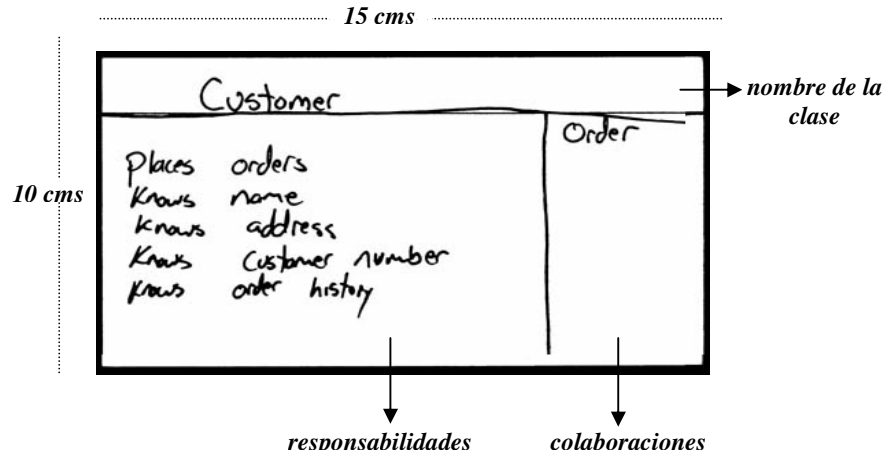 15 cms
Customer
nombre de la
clase
Order
10 cms
Places orders
Knows name
Knows address
Knows customer number
Knows order history
responsabilidades
colaboraciones